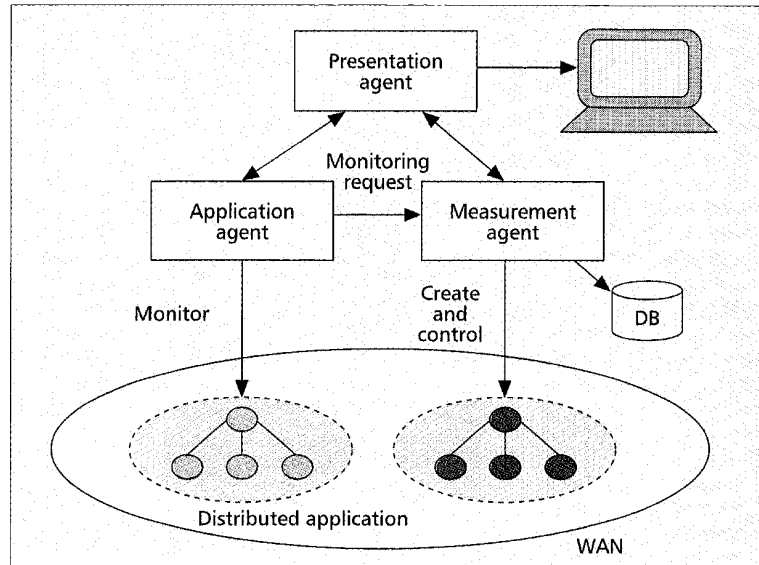 Presentation
agent
Monitoring
request
Application
agent
Measurement
agent
Monitor
Create
and
control
DB
Distributed application
WAN